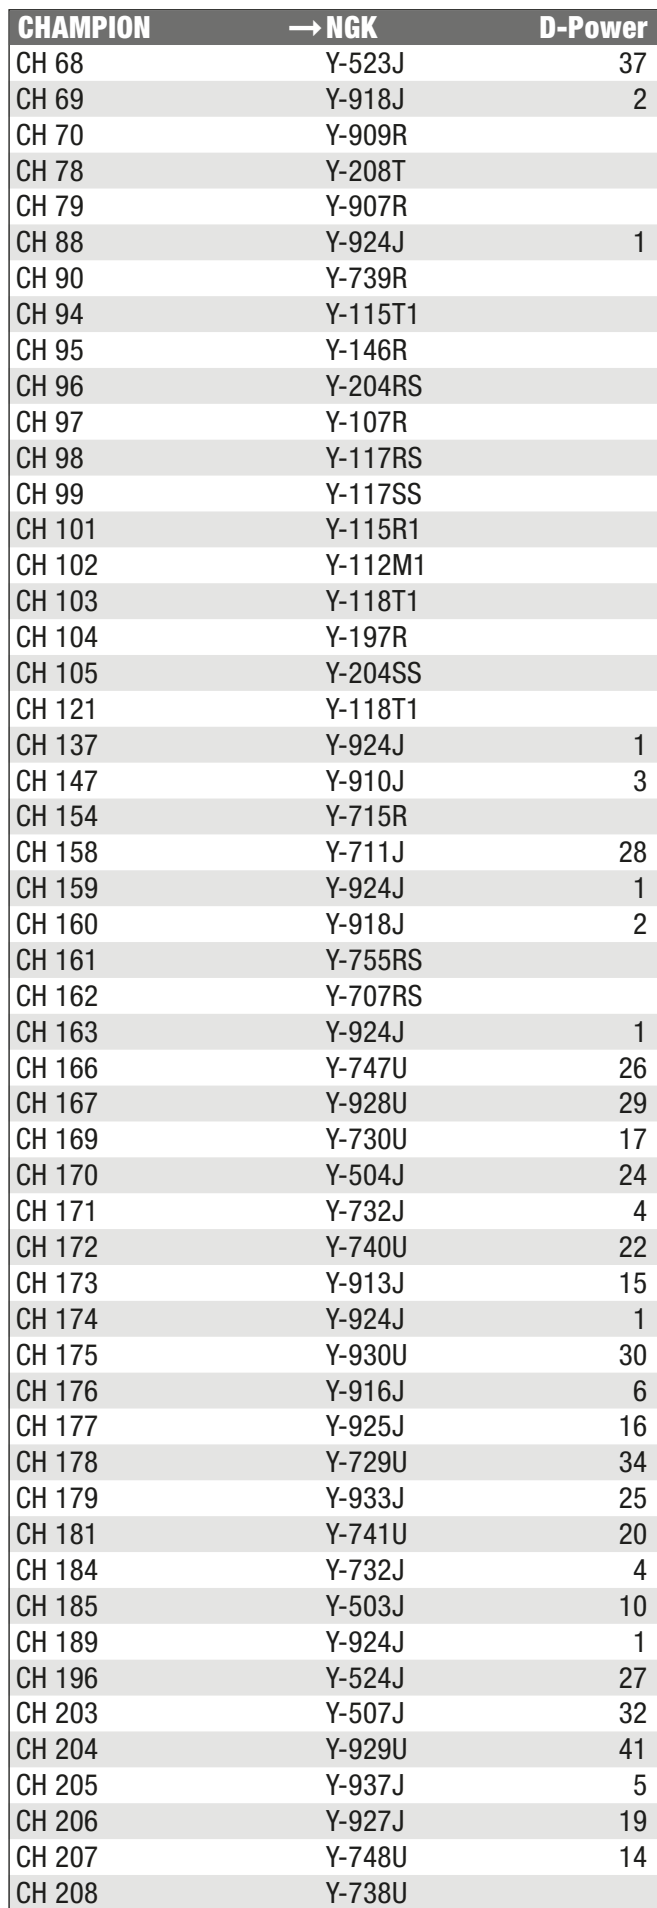 CHAMPION → NGK D-Power
CH 68 Y-523J 37
CH 69 Y-918J 2
CH 70 Y-909R
CH 78 Y-208T
CH 79 Y-907R
CH 88 Y-924J 1
CH 90 Y-739R
CH 94 Y-115T1
CH 95 Y-146R
CH 96 Y-204RS
CH 97 Y-107R
CH 98 Y-117RS
CH 99 Y-117SS
CH 101 Y-115R1
CH 102 Y-112M1
CH 103 Y-118T1
CH 104 Y-197R
CH 105 Y-204SS
CH 121 Y-118T1
CH 137 Y-924J 1
CH 147 Y-910J 3
CH 154 Y-715R
CH 158 Y-711J 28
CH 159 Y-924J 1
CH 160 Y-918J 2
CH 161 Y-755RS
CH 162 Y-707RS
CH 163 Y-924J 1
CH 166 Y-747U 26
CH 167 Y-928U 29
CH 169 Y-730U 17
CH 170 Y-504J 24
CH 171 Y-732J 4
CH 172 Y-740U 22
CH 173 Y-913J 15
CH 174 Y-924J 1
CH 175 Y-930U 30
CH 176 Y-916J 6
CH 177 Y-925J 16
CH 178 Y-729U 34
CH 179 Y-933J 25
CH 181 Y-741U 20
CH 184 Y-732J 4
CH 185 Y-503J 10
CH 189 Y-924J 1
CH 196 Y-524J 27
CH 203 Y-507J 32
CH 204 Y-929U 41
CH 205 Y-937J 5
CH 206 Y-927J 19
CH 207 Y-748U 14
CH 208 Y-738U